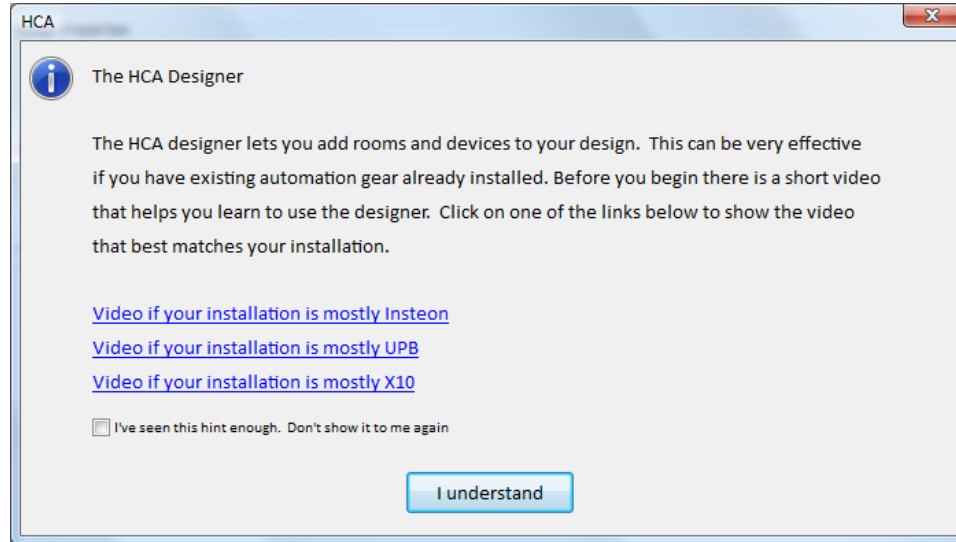 HCA
The HCA Designer
The HCA designer lets you add rooms and devices to your design.  This can be very effective
if you have existing automation gear already installed. Before you begin there is a short video
that helps you learn to use the designer.  Click on one of the links below to show the video
that best matches your installation.
Video if your installation is mostly Insteon
Video if your installation is mostly UPB
Video if your installation is mostly X10
I've seen this hint enough.  Don't show it to me again
I understand